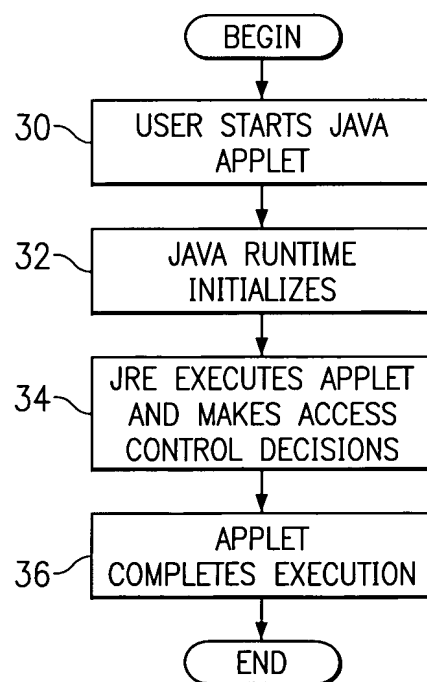 BEGIN
30
USER STARTS JAVA
APPLET
32
JAVA RUNTIME
INITIALIZES
34
JRE EXECUTES APPLET
AND MAKES ACCESS
CONTROL DECISIONS
36
APPLET
COMPLETES EXECUTION
END